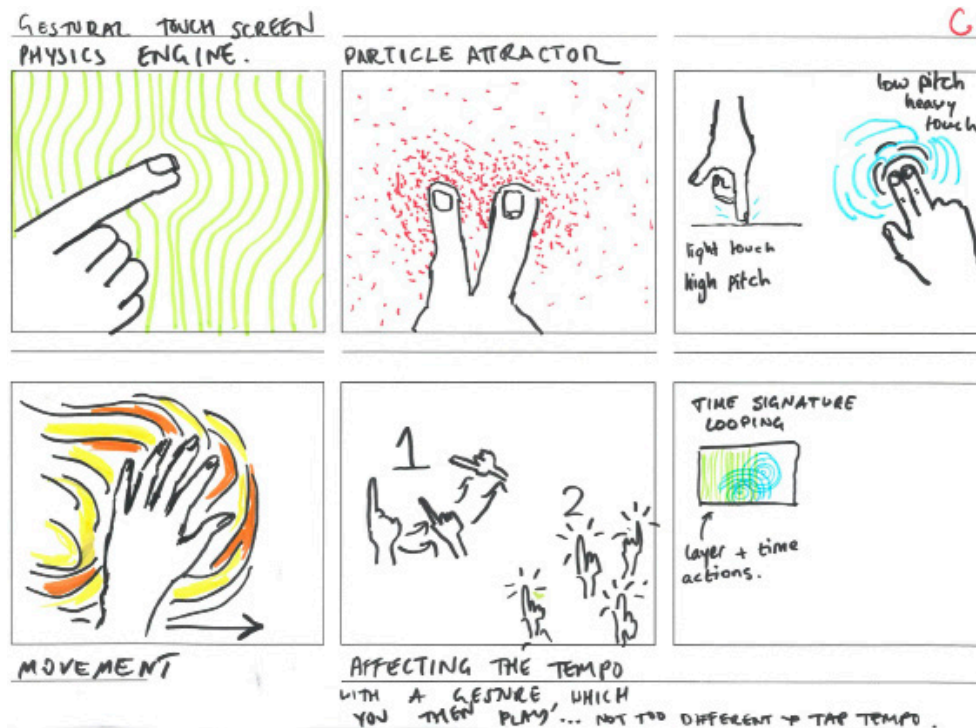 GESTURAL TOUCH SCREEN
PHYSICS ENGINE.
PARTICLE ATTRACTOR
C
low pitch
heavy
touch
light touch
high pitch
MOVEMENT
1
2
AFFECTING THE TEMPO
WITH A GESTURE, WHICH
YOU THEN 'PLAY'... NOT TOO DIFFERENT TAP TEMPO.
TIME SIGNATURE
LOOPING
layer + time
actions.